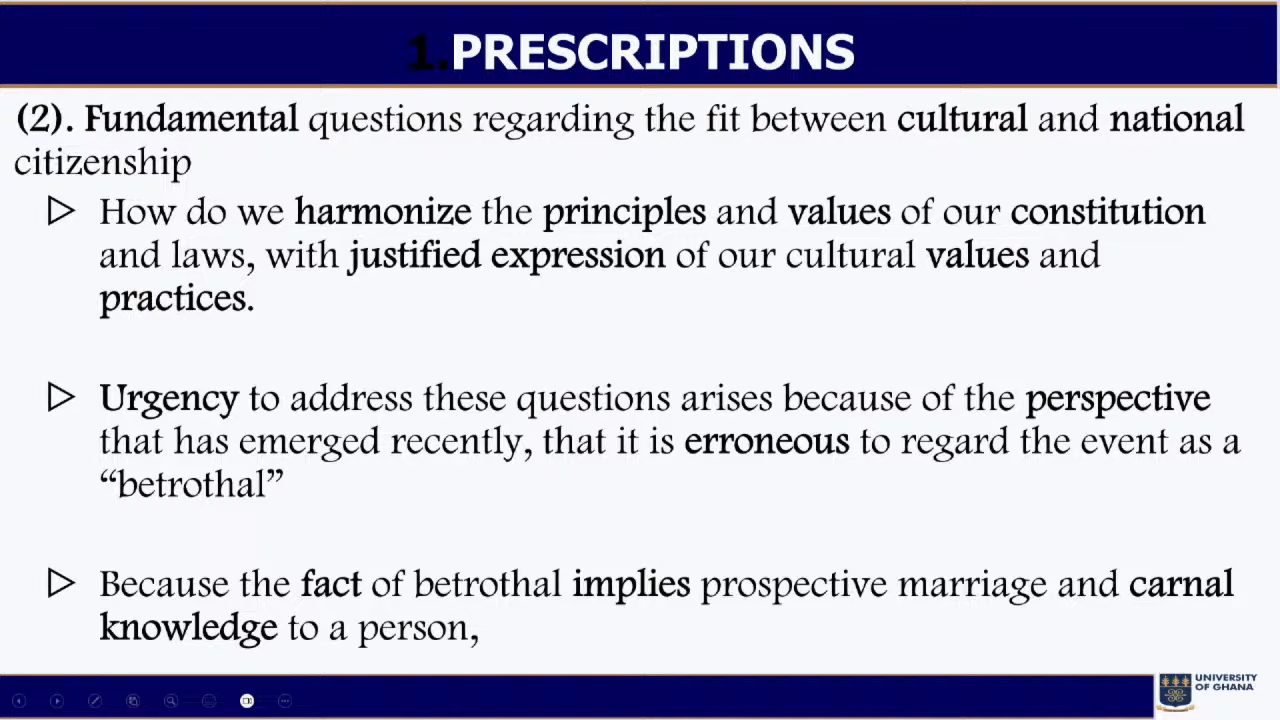 1.PRESCRIPTIONS
(2). Fundamental questions regarding the fit between cultural and national
citizenship
How do we harmonize the principles and values of our constitution
and laws, with justified expression of our cultural values and
practices.
Urgency to address these questions arises because of the perspective
that has emerged recently, that it is erroneous to regard the event as a
“betrothal”
Because the fact of betrothal implies prospective marriage and carnal
knowledge to a person,
UNIVERSITY
OF GHANA